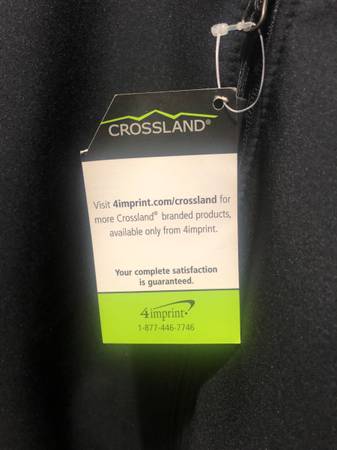 CROSSLAND®
Visit 4imprint.com/crossland for
more Crossland® branded products,
available only from 4imprint.
Your complete satisfaction
is guaranteed.
4imprint®
1-877-446-7746